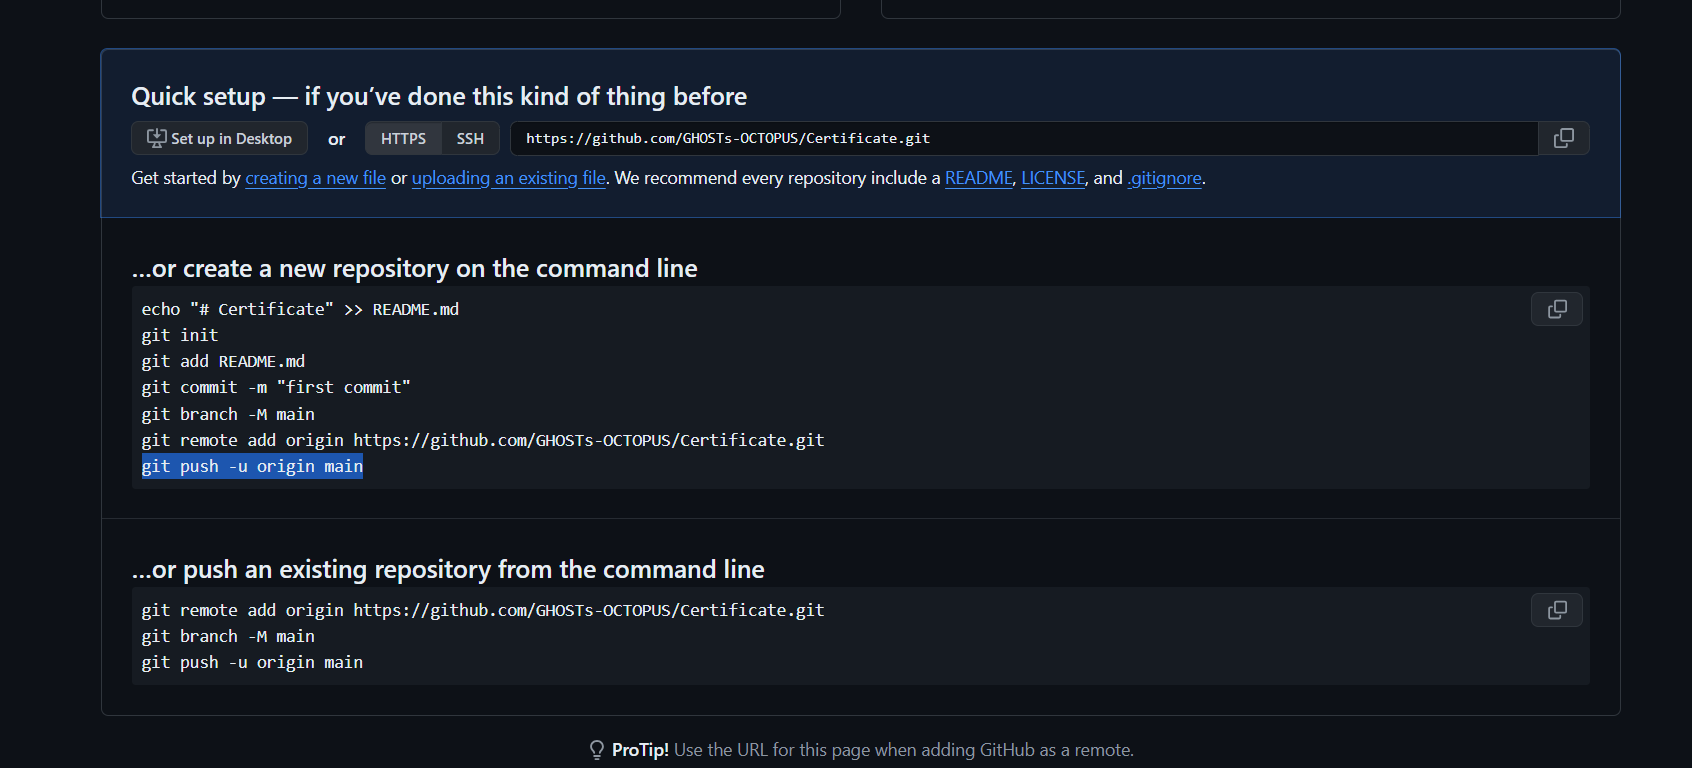 Quick setup — if you’ve done this kind of thing before
Set up in Desktop or HTTPS SSH https://github.com/GHOSTs-OCTOPUS/Certificate.git
Get started by creating a new file or uploading an existing file. We recommend every repository include a README, LICENSE, and .gitignore.
…or create a new repository on the command line
echo "# Certificate" >> README.md
git init
git add README.md
git commit -m "first commit"
git branch -M main
git remote add origin https://github.com/GHOSTs-OCTOPUS/Certificate.git
git push -u origin main
…or push an existing repository from the command line
git remote add origin https://github.com/GHOSTs-OCTOPUS/Certificate.git
git branch -M main
git push -u origin main
ProTip! Use the URL for this page when adding GitHub as a remote.